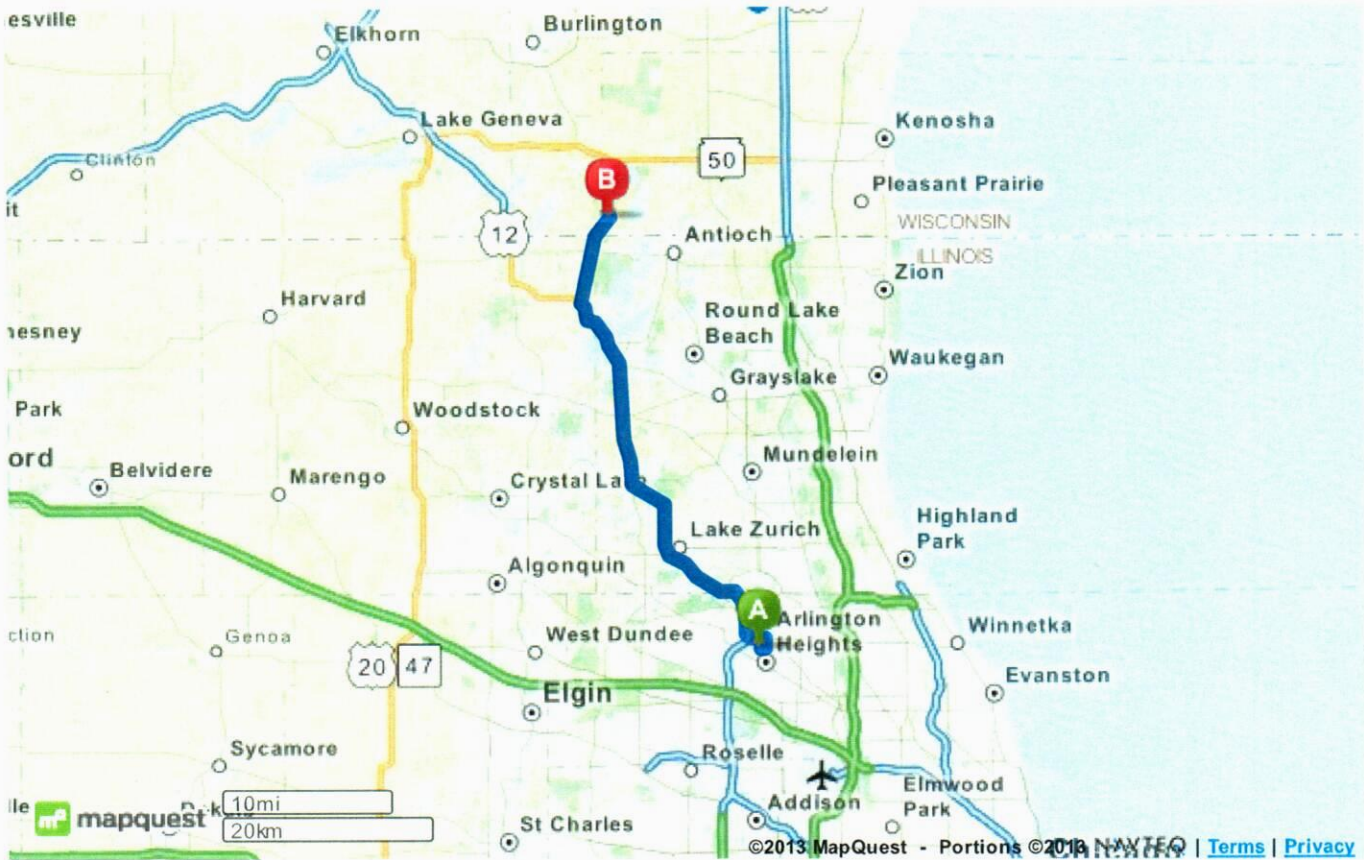 esville
Elkhorn
Burlington
Lake Geneva
Kenosha
Clinton
50
B
Pleasant Prairie
it
WISCONSIN
12
Antioch
ILLINOIS
Zion
Harvard
Round Lake
Beach
nesney
Waukegan
Grayslake
Park
Woodstock
ord
Mundelein
Belvidere
Marengo
Crystal La
Highland
Park
Lake Zurich
Algonquin
A
Arlington
Heights
ction
Genoa
West Dundee
Winnetka
20
47
Evanston
Elgin
Sycamore
Roselle
Elmwood
Park
lle
mapquest
10mi
20km
Addison
St Charles
©2013 MapQuest - Portions ©2013 NAVTEQ | Terms | Privacy